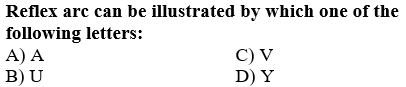 Reflex arc can be illustrated by which one of the
following letters:
A) A C) V
B) U D) Y